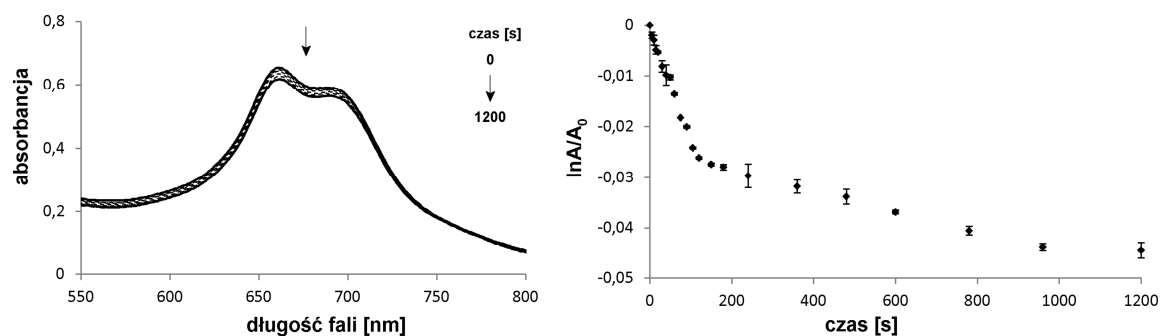 0,8
0,6
0,4
0,2
0
absorbancja
czas [s]
0
1200
550 600 650 700 750 800
długość fali [nm]
0
-0,01
-0,02
-0,03
-0,04
-0,05
lnA/A0
0 200 400 600 800 1000 1200
czas [s]